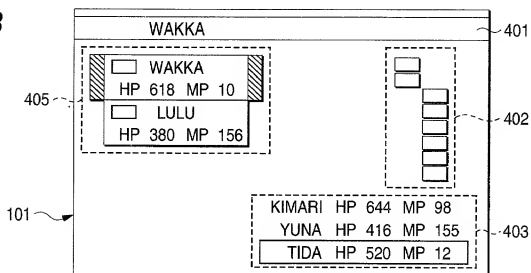 WAKKA
401
WAKKA
HP 618 MP 10
405
LULU
HP 380 MP 156
402
KIMARI HP 644 MP 98
YUNA HP 416 MP 155
403
TIDA HP 520 MP 12
101